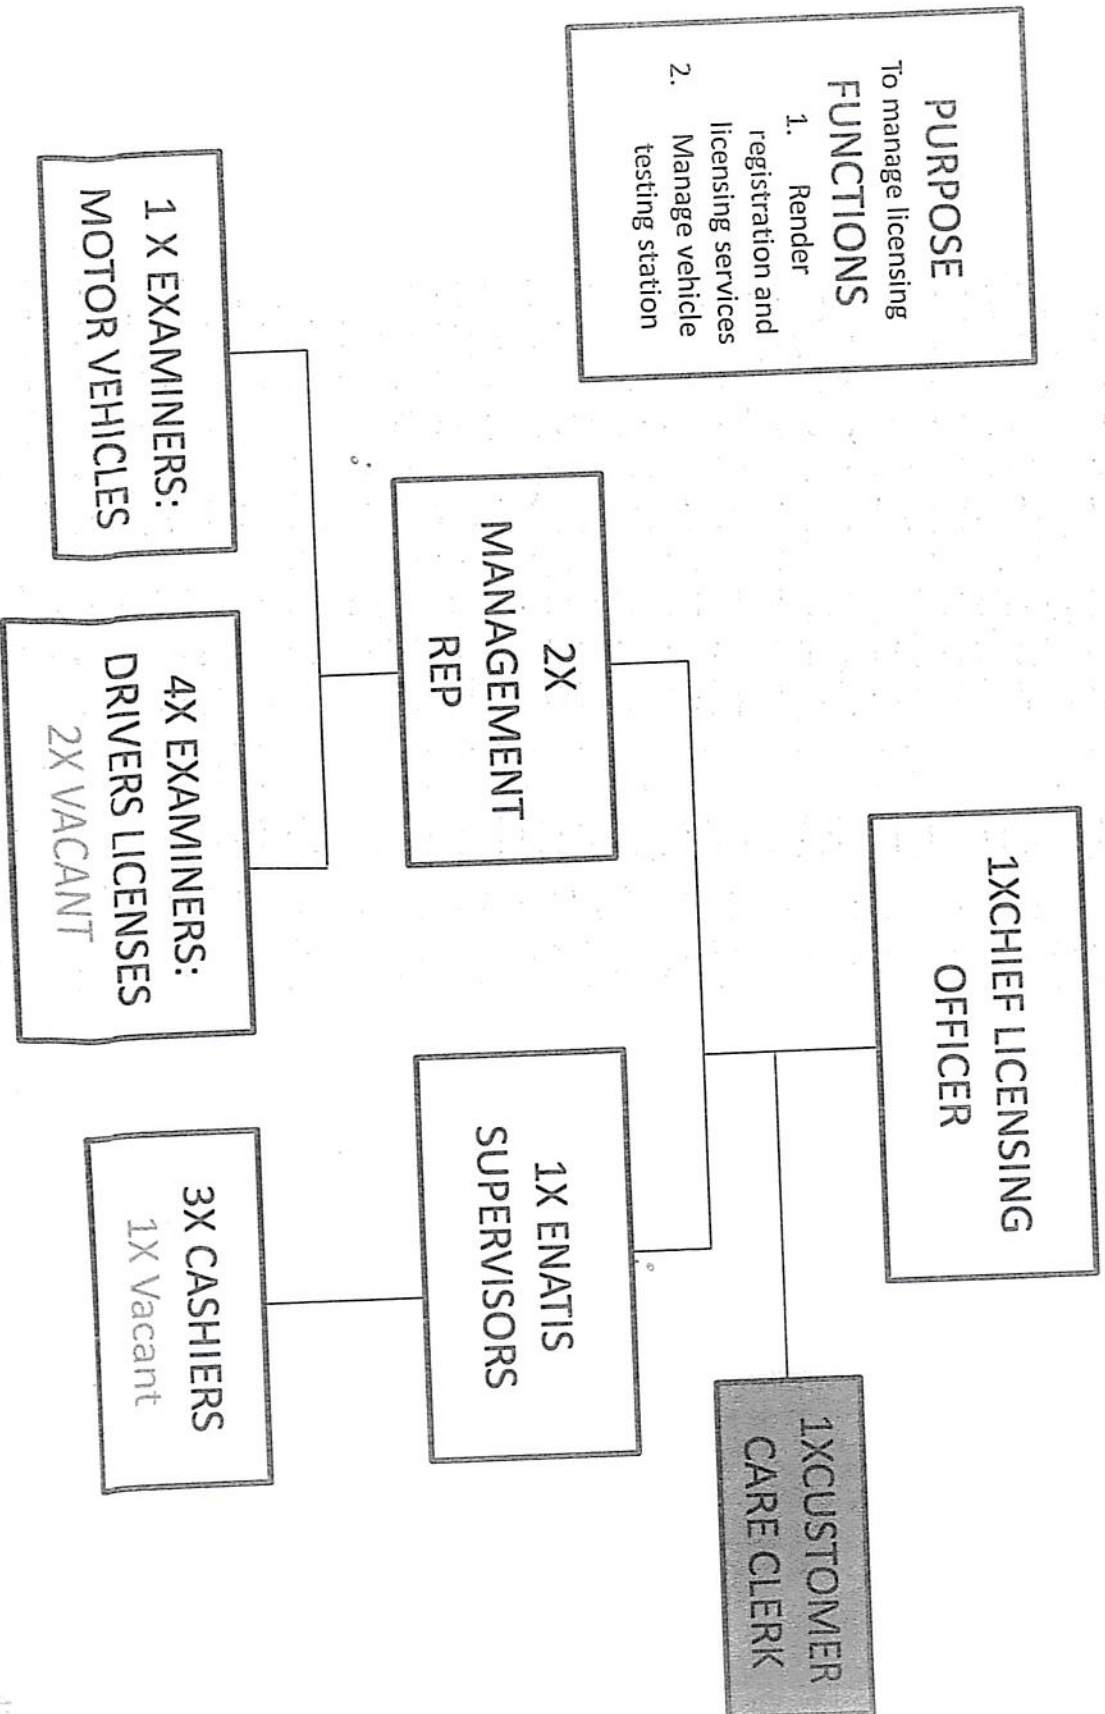 PURPOSE
To manage licensing
FUNCTIONS
1. Render
registration and
licensing services
2. Manage vehicle
testing station
1XCHIEF LICENSING
OFFICER
1XCUSTOMER
CARE CLERK
2X
MANAGEMENT
REP
1X ENATIS
SUPERVISORS
1 X EXAMINERS:
MOTOR VEHICLES
4X EXAMINERS:
DRIVERS LICENSES
2X VACANT
3X CASHIERS
1X Vacant